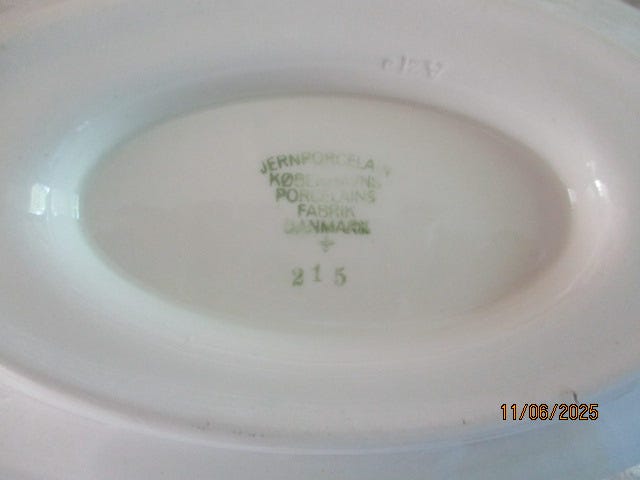 JERNPORCELAIN
KØBENHAVNS
PORCELAINS
FABRIK
DANMARK
215
11/06/2025